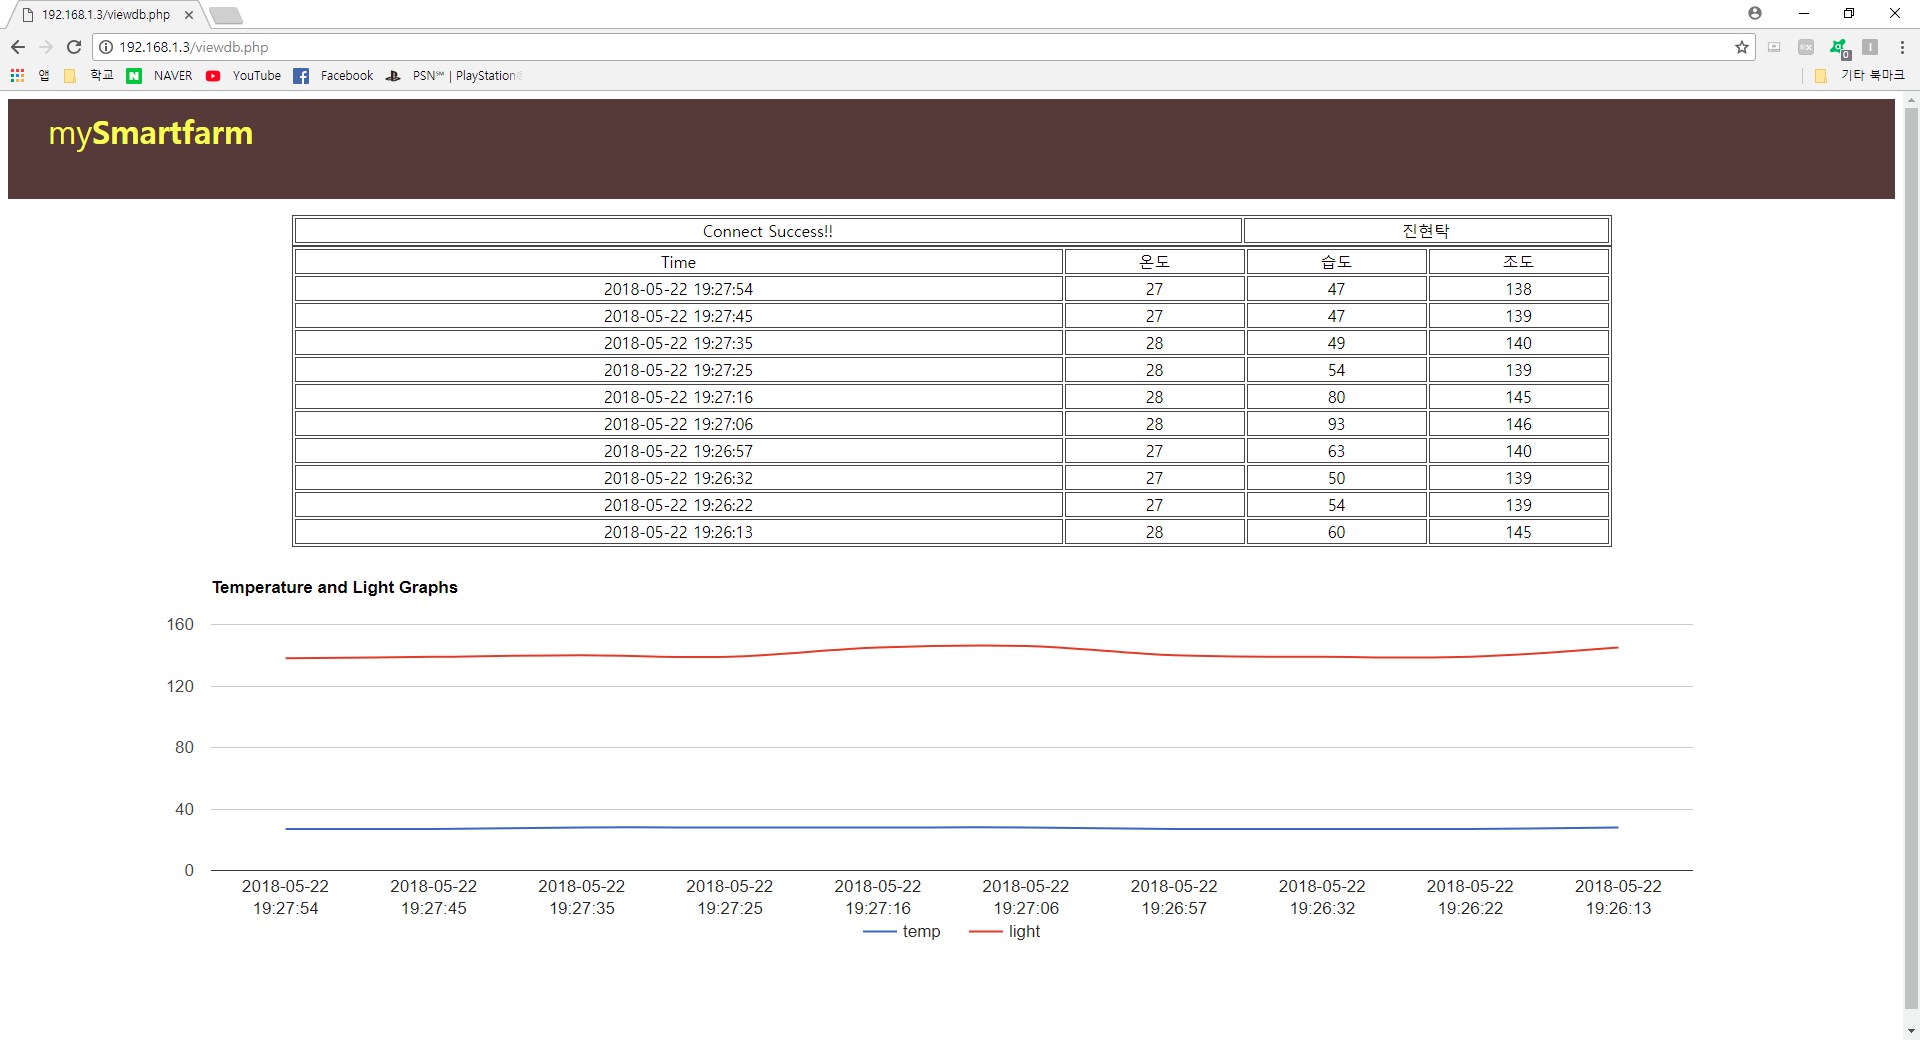 192.168.1.3/viewdb.php
192.168.1.3/viewdb.php
앱 학교 NAVER YouTube Facebook PSN℠ | PlayStation 기타 북마크
mySmartfarm
Connect Success!! 진현탁
Time 온도 습도 조도
2018-05-22 19:27:54 27 47 138
2018-05-22 19:27:45 27 47 139
2018-05-22 19:27:35 28 49 140
2018-05-22 19:27:25 28 54 139
2018-05-22 19:27:16 28 80 145
2018-05-22 19:27:06 28 93 146
2018-05-22 19:26:57 27 63 140
2018-05-22 19:26:32 27 50 139
2018-05-22 19:26:22 27 54 139
2018-05-22 19:26:13 28 60 145
Temperature and Light Graphs
160
120
80
40
0
2018-05-22 2018-05-22 2018-05-22 2018-05-22 2018-05-22 2018-05-22 2018-05-22 2018-05-22 2018-05-22 2018-05-22
19:27:54 19:27:45 19:27:35 19:27:25 19:27:16 19:27:06 19:26:57 19:26:32 19:26:22 19:26:13
temp light